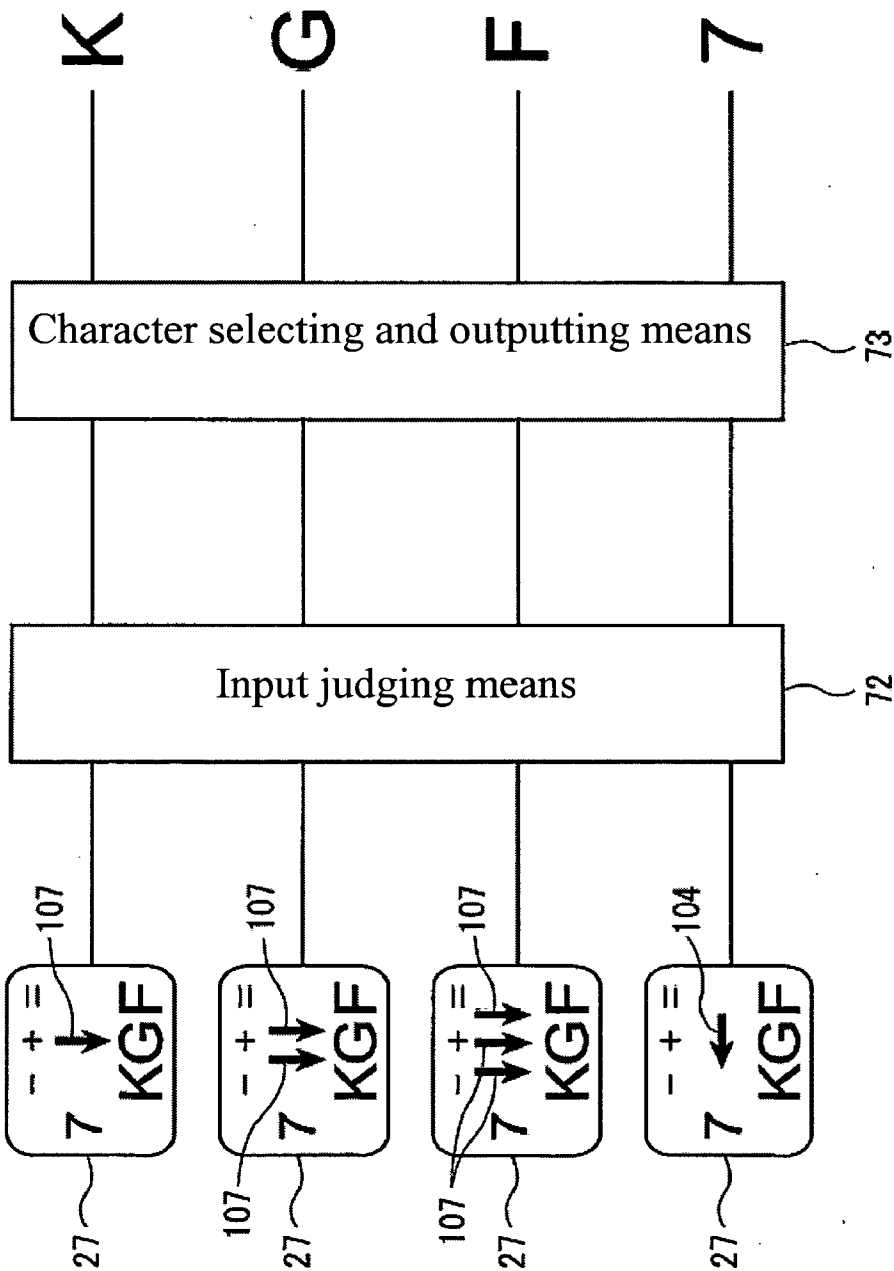 K
G
F
7
Character selecting and outputting means
73
Input judging means
72
107
107
107
104
- + =
7
KGF
- + =
7
KGF
- + =
7
KGF
- + =
7
KGF
27
107
27
107
27
27